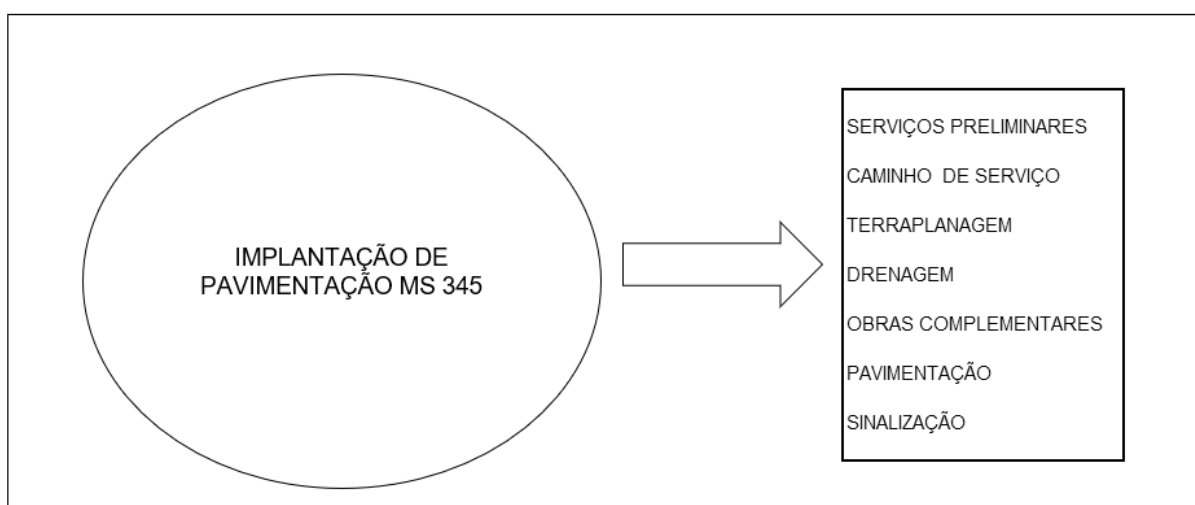 IMPLANTAÇÃO DE
PAVIMENTAÇÃO MS 345
SERVIÇOS PRELIMINARES
CAMINHO DE SERVIÇO
TERRAPLANAGEM
DRENAGEM
OBRAS COMPLEMENTARES
PAVIMENTAÇÃO
SINALIZAÇÃO